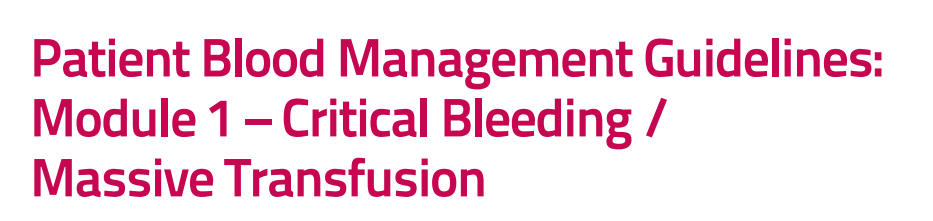 Patient Blood Management Guidelines:
Module 1 – Critical Bleeding /
Massive Transfusion